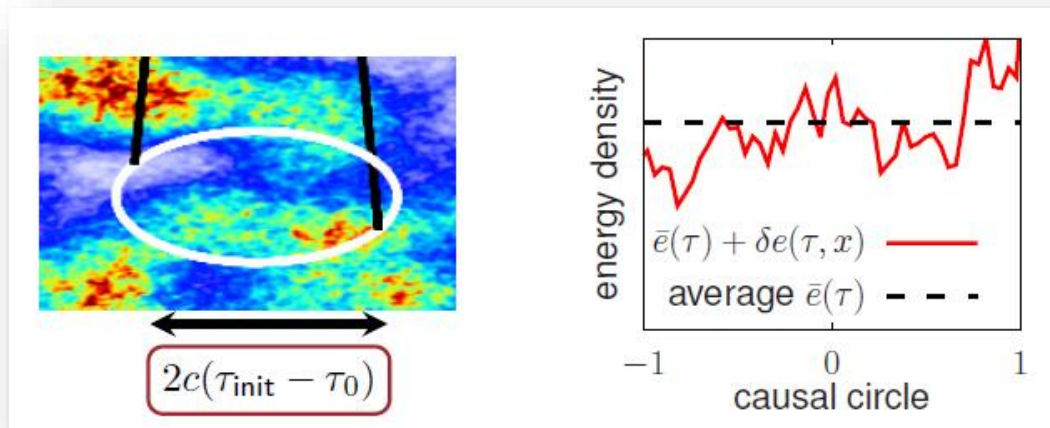 2c(τ_init − τ_0)
energy density
ē(τ) + δe(τ, x)
average ē(τ)
−1 0 1
causal circle